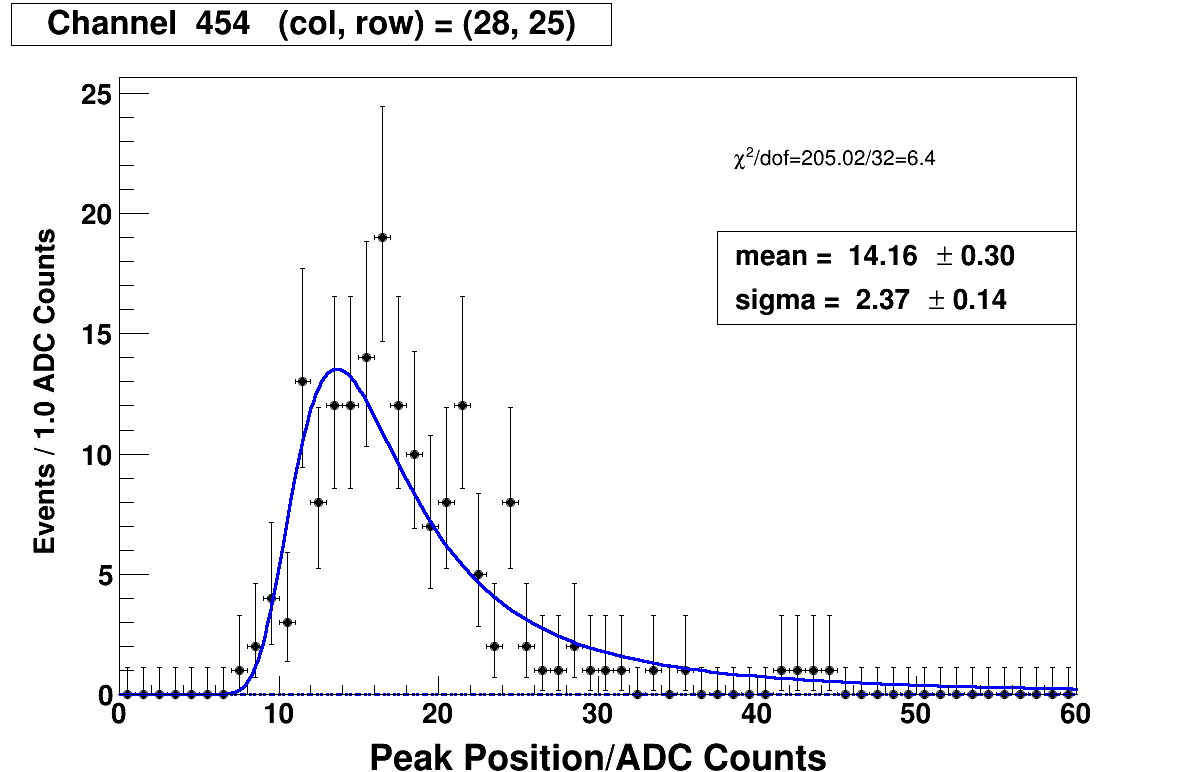 Channel 454 (col, row) = (28, 25)
25
20
15
10
5
0
Events / 1.0 ADC Counts
χ²/dof=205.02/32=6.4
mean = 14.16 ± 0.30
sigma = 2.37 ± 0.14
0 10 20 30 40 50 60
Peak Position/ADC Counts